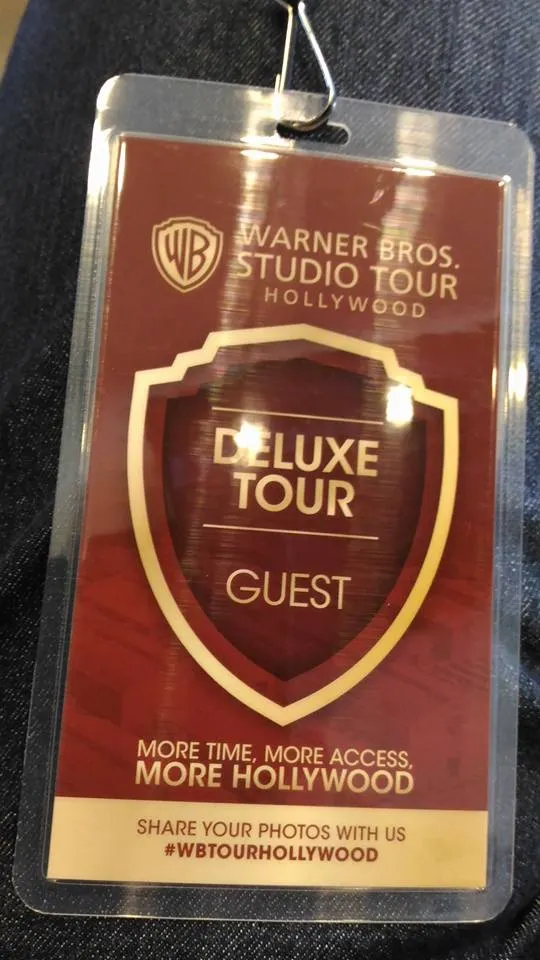 WB
WARNER BROS.
STUDIO TOUR
HOLLYWOOD
DELUXE
TOUR
GUEST
MORE TIME, MORE ACCESS,
MORE HOLLYWOOD
SHARE YOUR PHOTOS WITH US
#WBTOURHOLLYWOOD